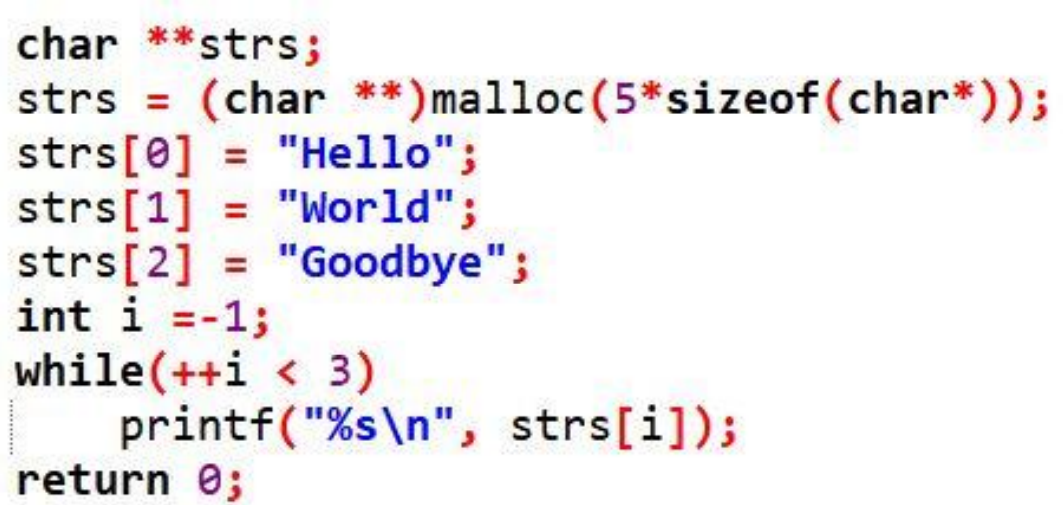 char **strs;
strs = (char **)malloc(5*sizeof(char*));
strs[0] = "Hello";
strs[1] = "World";
strs[2] = "Goodbye";
int i =-1;
while(++i < 3)
    printf("%s\n", strs[i]);
return 0;